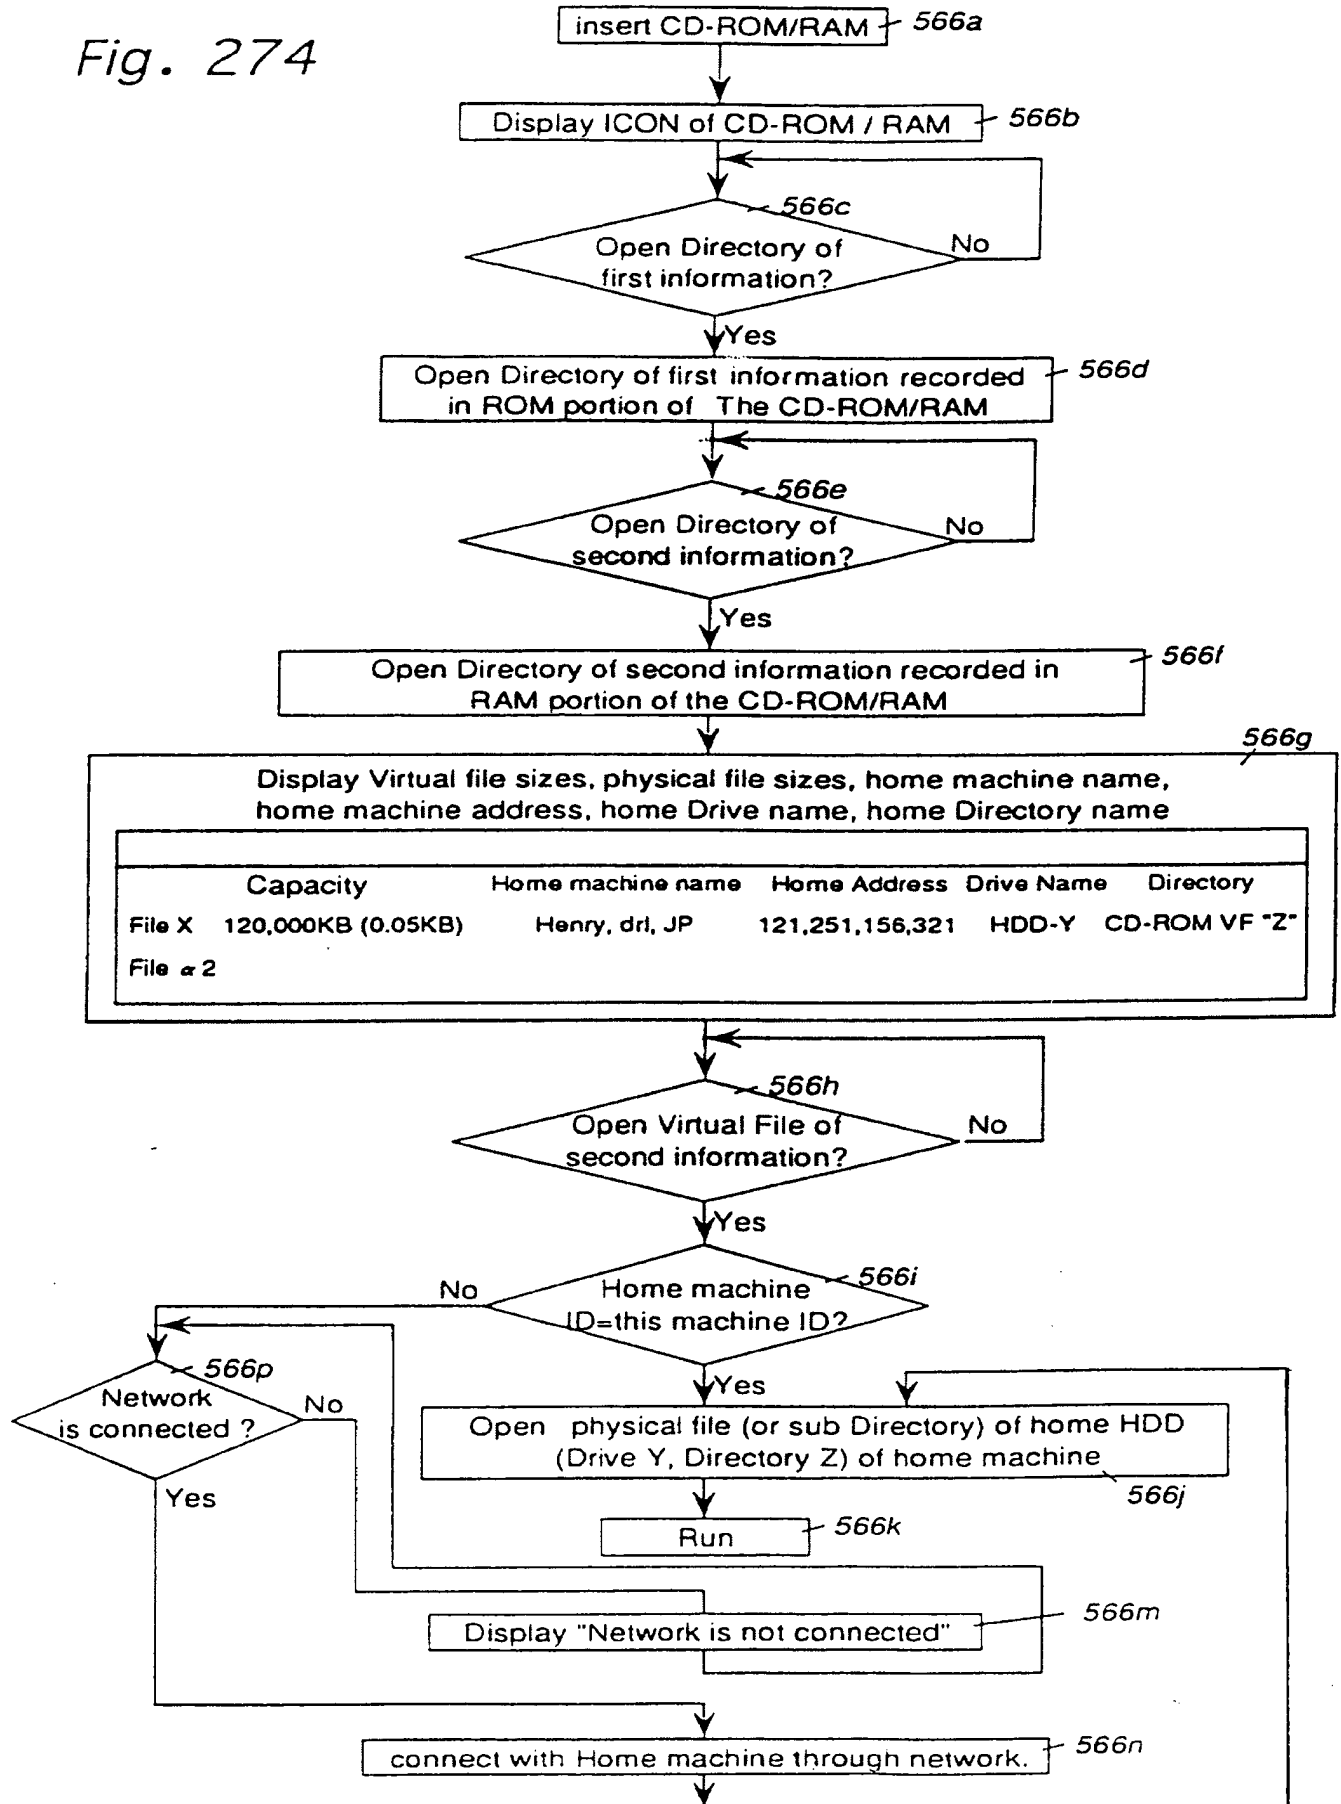 Fig. 274
insert CD-ROM/RAM
566a
Display ICON of CD-ROM / RAM
566b
566c
Open Directory of
first information?
No
Yes
Open Directory of first information recorded
in ROM portion of The CD-ROM/RAM
566d
566e
Open Directory of
second information?
No
Yes
Open Directory of second information recorded in
RAM portion of the CD-ROM/RAM
566f
566g
Display Virtual file sizes, physical file sizes, home machine name,
home machine address, home Drive name, home Directory name
Capacity Home machine name Home Address Drive Name Directory
File X 120,000KB (0.05KB) Henry, drl, JP 121,251,156,321 HDD-Y CD-ROM VF "Z"
File α 2
566h
Open Virtual File of
second information?
No
Yes
566i
Home machine
ID=this machine ID?
No
Yes
566p
Network
is connected ?
No
Yes
Open physical file (or sub Directory) of home HDD
(Drive Y, Directory Z) of home machine
566j
Run
566k
Display "Network is not connected"
566m
connect with Home machine through network.
566n